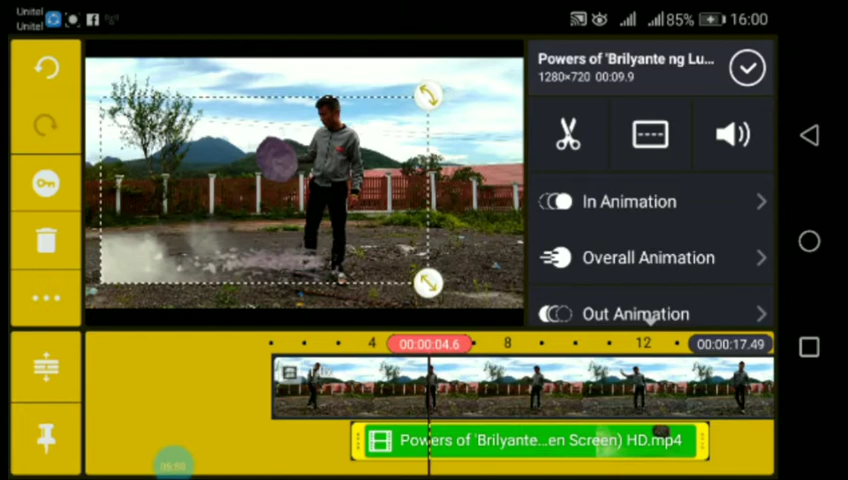 Unitel
Unitel
85%
16:00
Powers of 'Brilyante ng Lu...
1280×720 00:09.9
In Animation
Overall Animation
Out Animation
4
00:00:04.6
8
12
00:00:17.49
Powers of 'Brilyante...en Screen) HD.mp4